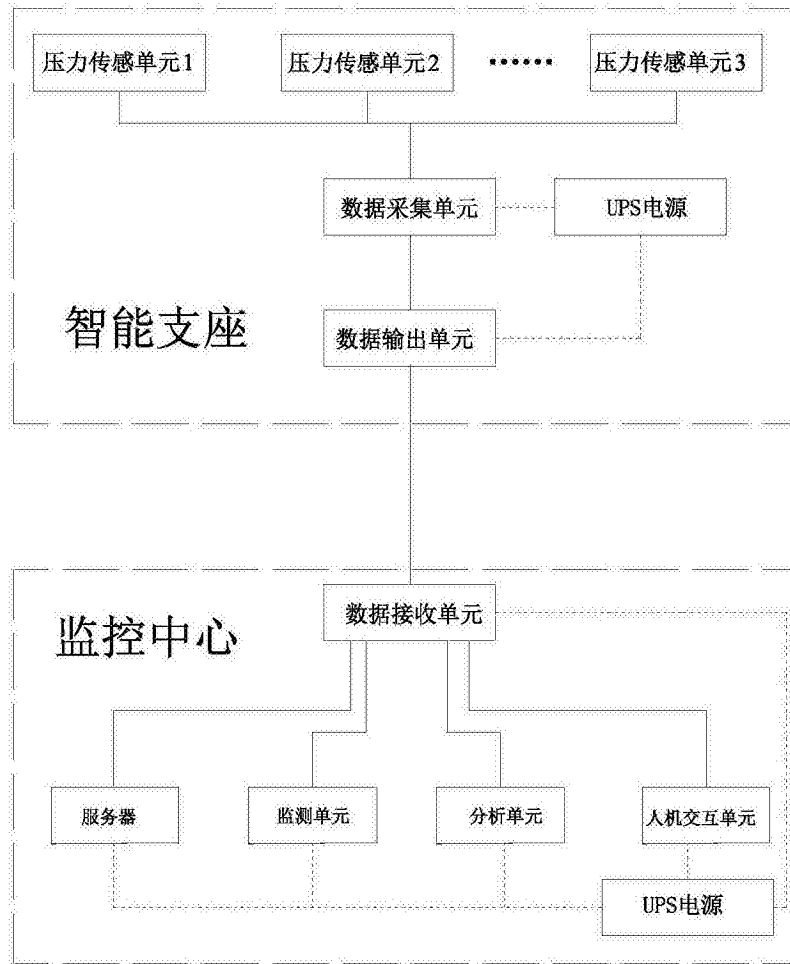 压力传感单元1
压力传感单元2
······
压力传感单元3
数据采集单元
UPS电源
智能支座
数据输出单元
数据接收单元
监控中心
服务器
监测单元
分析单元
人机交互单元
UPS电源